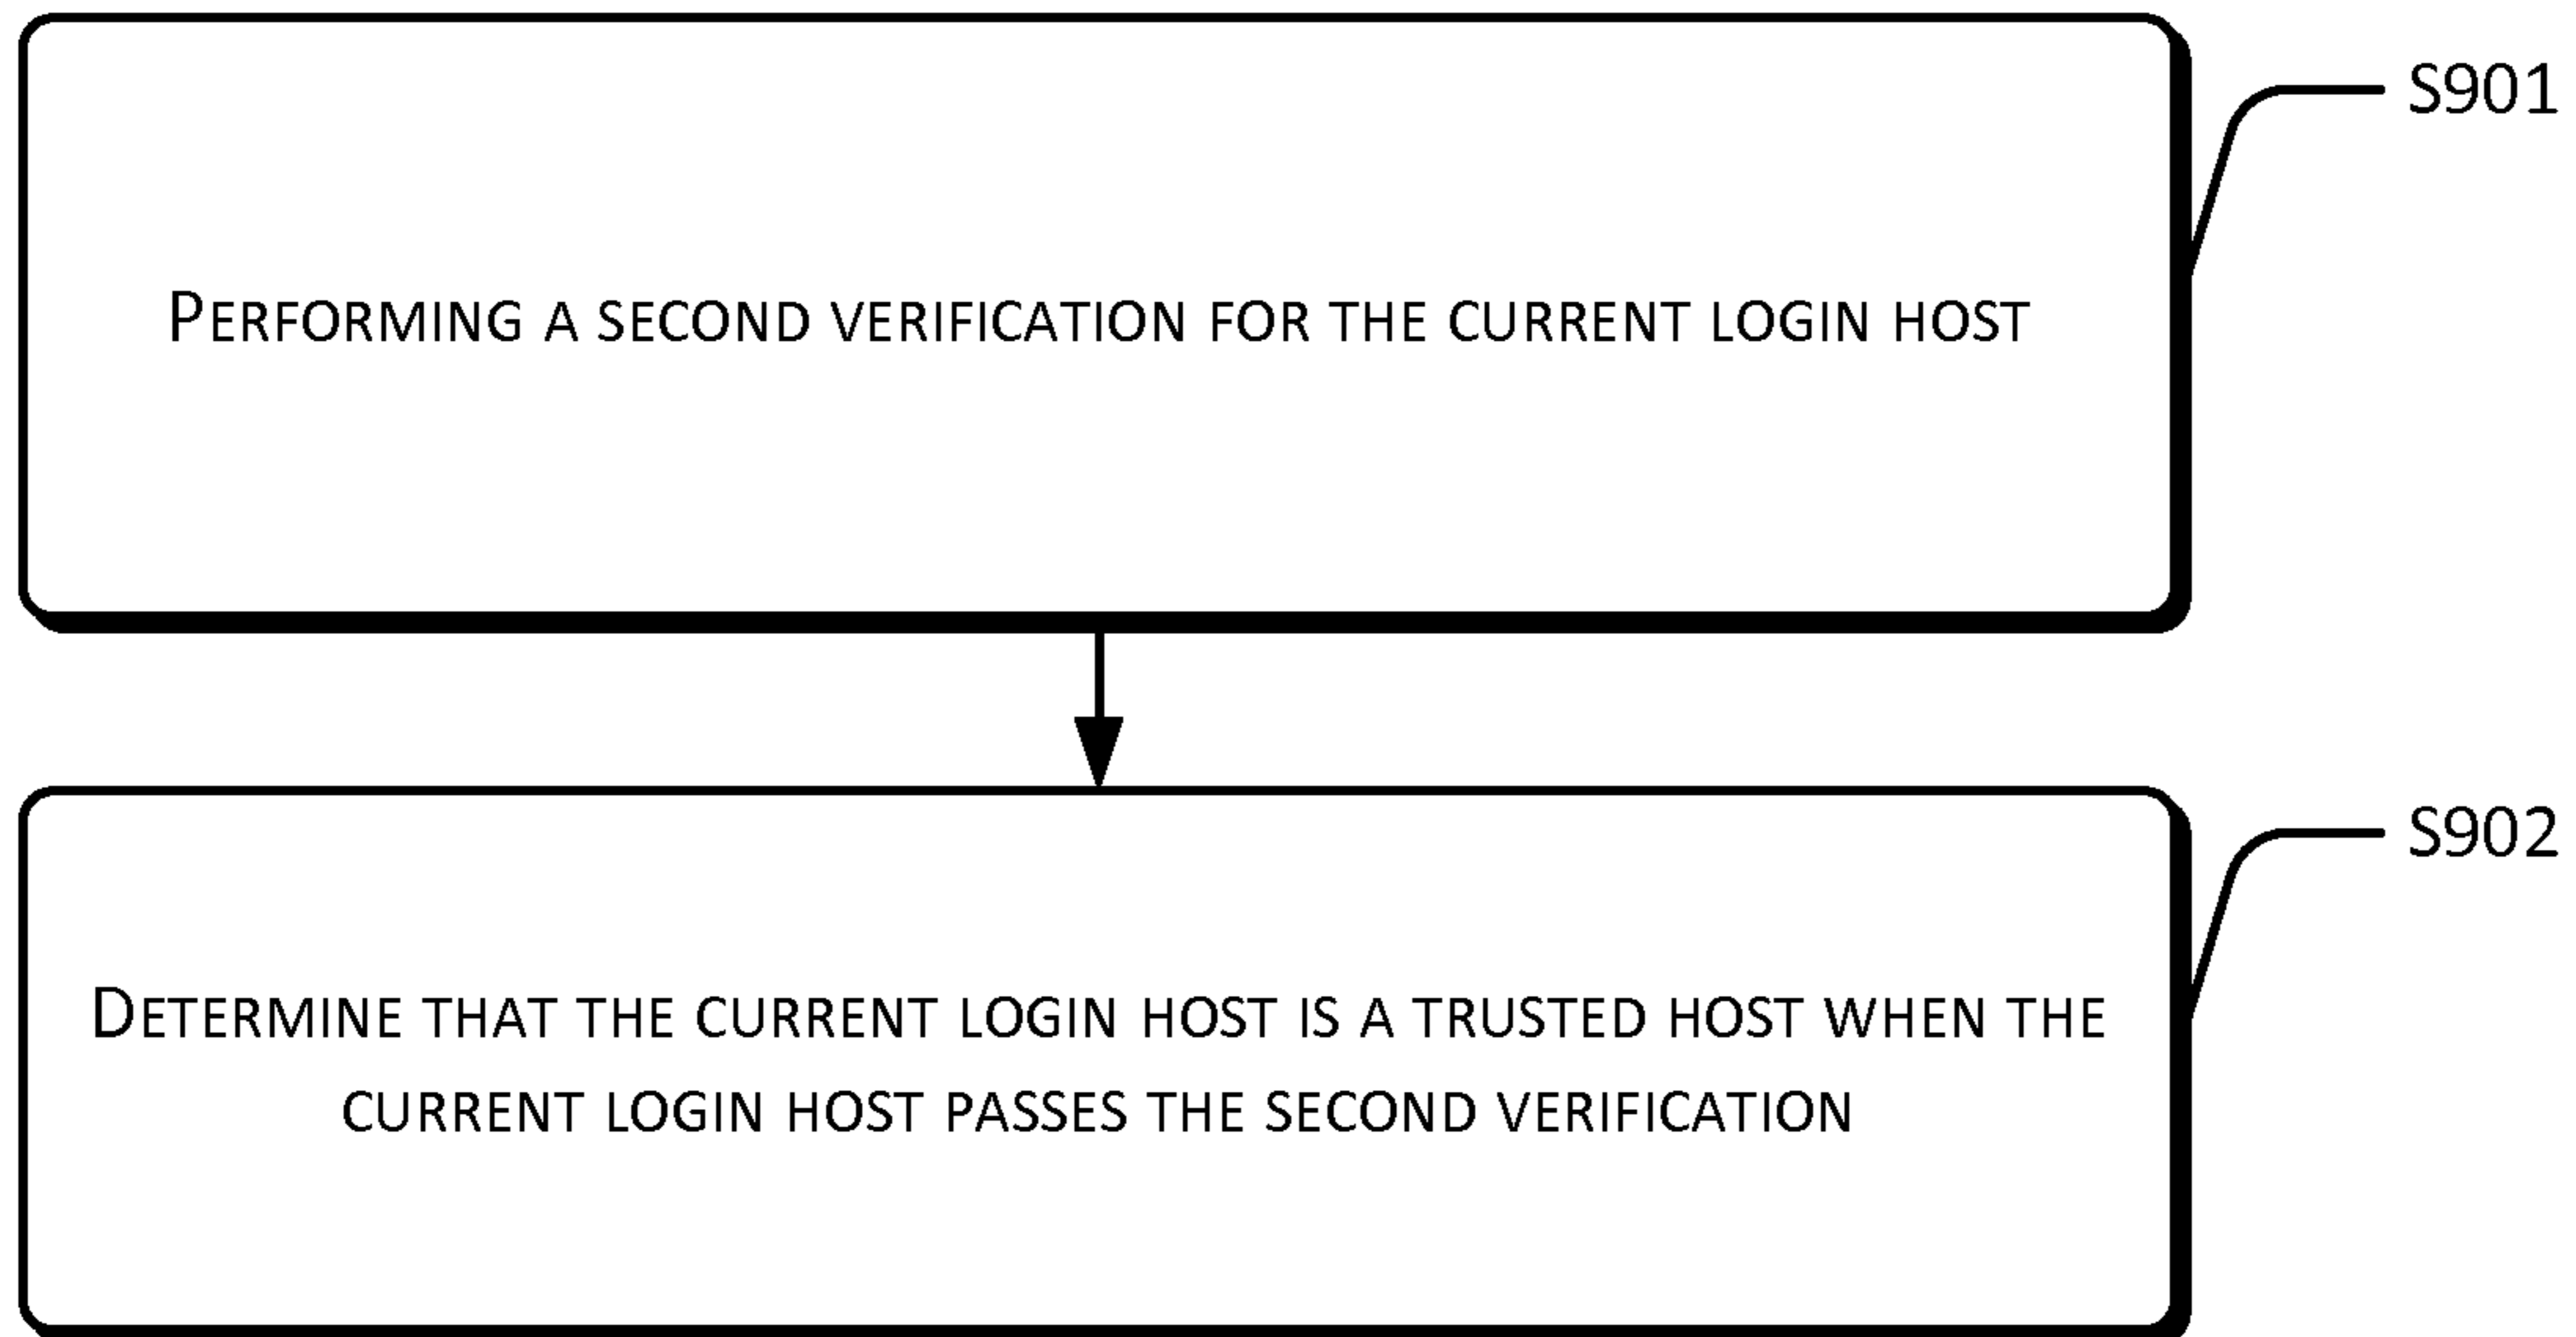 S901
PERFORMING A SECOND VERIFICATION FOR THE CURRENT LOGIN HOST
S902
DETERMINE THAT THE CURRENT LOGIN HOST IS A TRUSTED HOST WHEN THE
CURRENT LOGIN HOST PASSES THE SECOND VERIFICATION